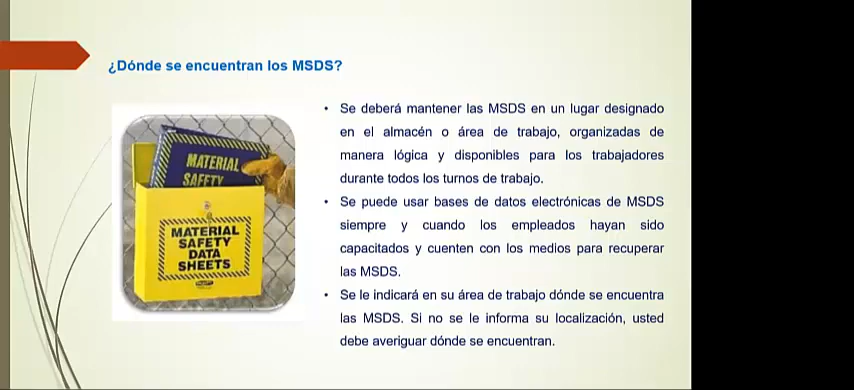 ¿Dónde se encuentran los MSDS?
MATERIAL
SAFETY
MATERIAL
SAFETY
DATA
SHEETS
• Se deberá mantener las MSDS en un lugar designado
en el almacén o área de trabajo, organizadas de
manera lógica y disponibles para los trabajadores
durante todos los turnos de trabajo.
• Se puede usar bases de datos electrónicas de MSDS
siempre y cuando los empleados hayan sido
capacitados y cuenten con los medios para recuperar
las MSDS.
• Se le indicará en su área de trabajo dónde se encuentra
las MSDS. Si no se le informa su localización, usted
debe averiguar dónde se encuentran.